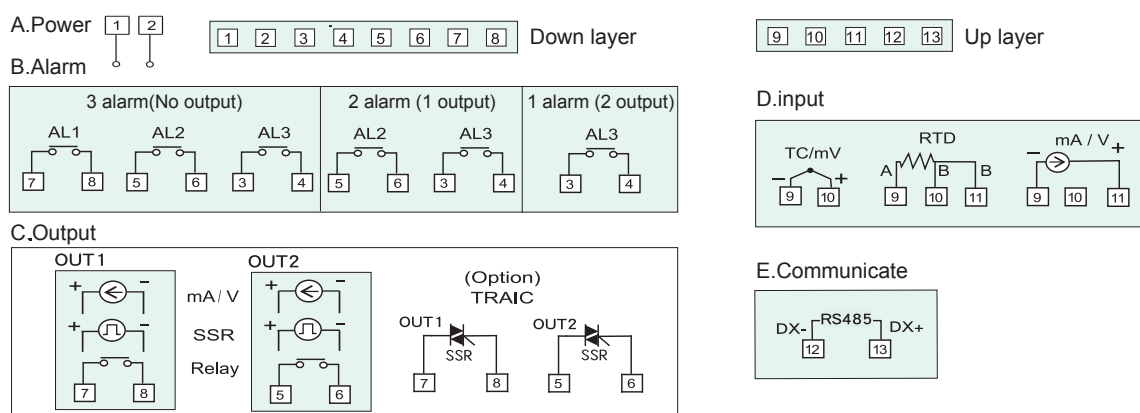 A.Power 1 2
1 2 3 4 5 6 7 8 Down layer
9 10 11 12 13 Up layer
B.Alarm
3 alarm(No output) 2 alarm (1 output) 1 alarm (2 output)
AL1 AL2 AL3 AL2 AL3 AL3
7 8 5 6 3 4 5 6 3 4 3 4
D.input
TC/mV RTD mA / V
- + A B B - +
9 10 9 10 11 9 10 11
C.Output
OUT1 OUT2
+ - mA / V + -
+ - SSR + -
Relay
7 8 5 6
(Option)
TRAIC
OUT1 OUT2
SSR SSR
7 8 5 6
E.Communicate
DX- RS485 DX+
12 13